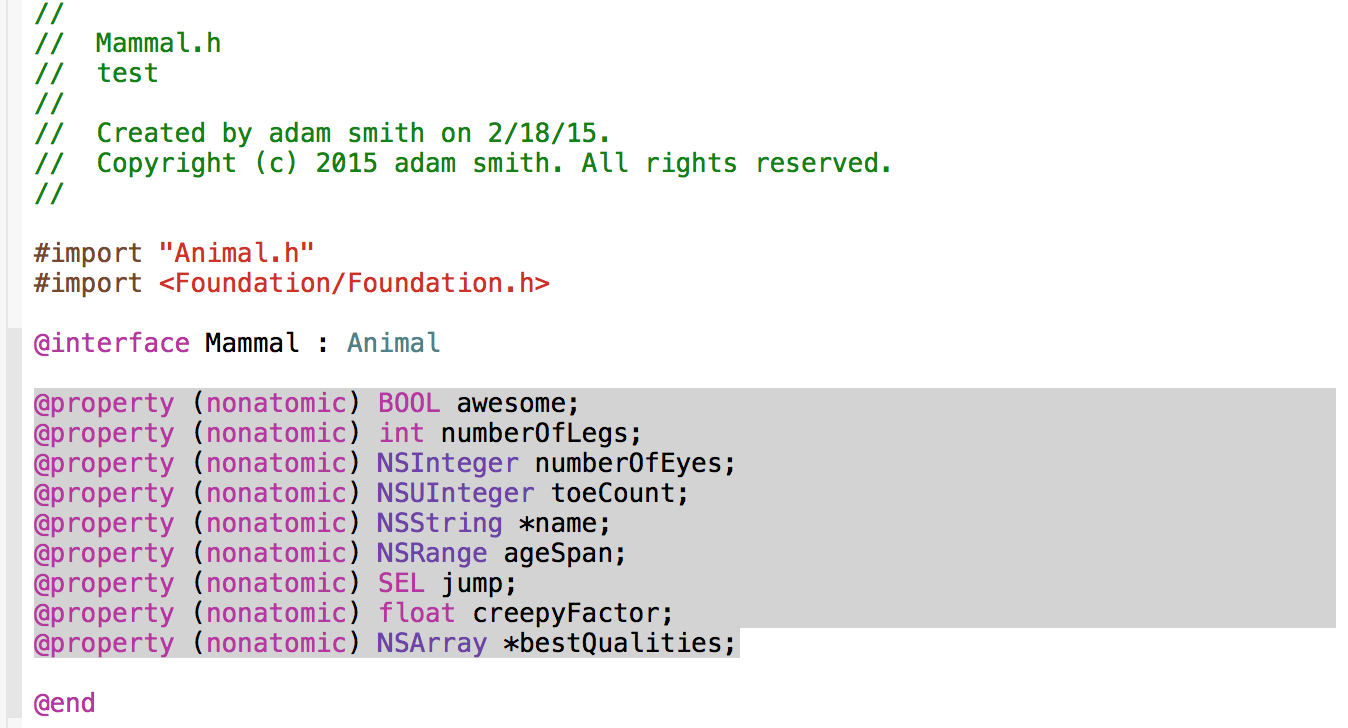 //
//  Mammal.h
//  test
//
//  Created by adam smith on 2/18/15.
//  Copyright (c) 2015 adam smith. All rights reserved.
//
#import "Animal.h"
#import <Foundation/Foundation.h>
@interface Mammal : Animal
@property (nonatomic) BOOL awesome;
@property (nonatomic) int numberOfLegs;
@property (nonatomic) NSInteger numberOfEyes;
@property (nonatomic) NSUInteger toeCount;
@property (nonatomic) NSString *name;
@property (nonatomic) NSRange ageSpan;
@property (nonatomic) SEL jump;
@property (nonatomic) float creepyFactor;
@property (nonatomic) NSArray *bestQualities;
@end